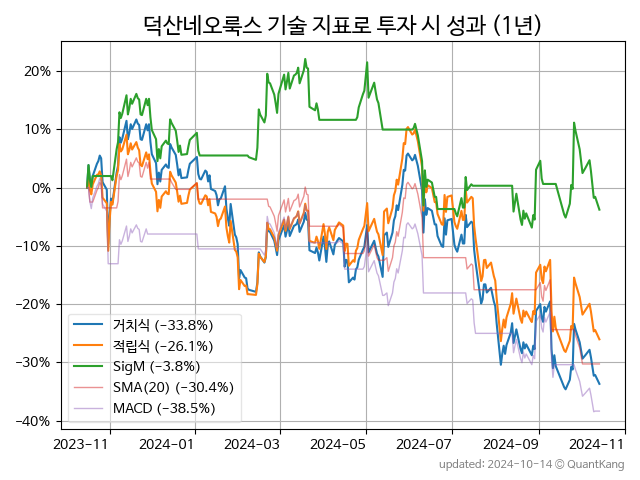 덕산네오룩스 기술 지표로 투자 시 성과 (1년)
20%
10%
0%
−10%
−20%
−30%
−40%
거치식 (−33.8%)
적립식 (−26.1%)
SigM (−3.8%)
SMA(20) (−30.4%)
MACD (−38.5%)
2023-11 2024-01 2024-03 2024-05 2024-07 2024-09 2024-11
updated: 2024-10-14 © QuantKang